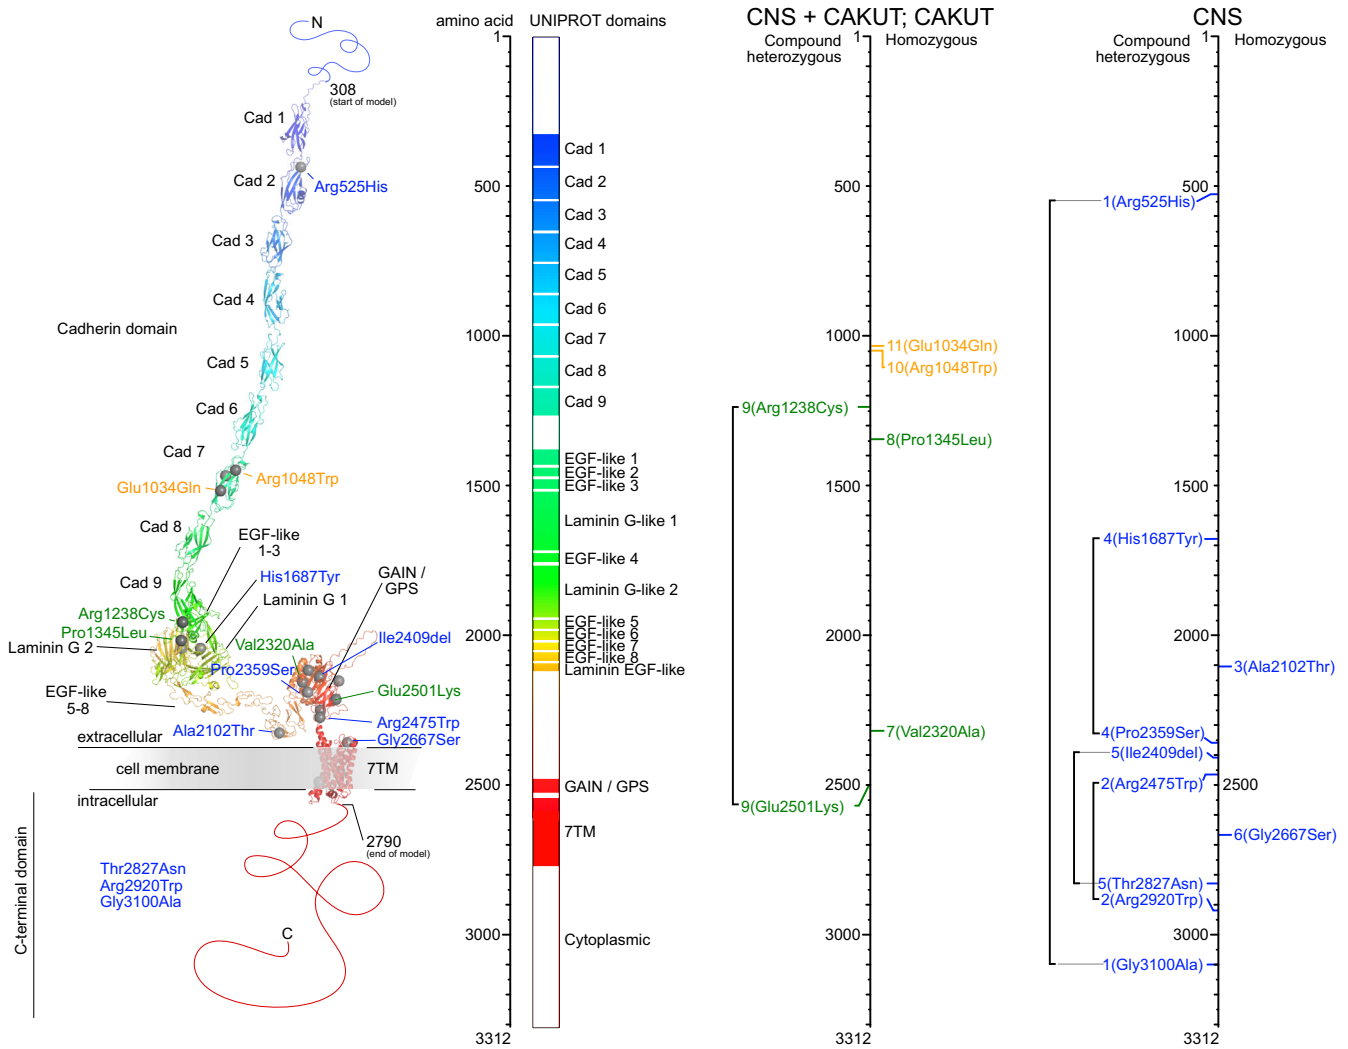 N
308
(start of model)
Cad 1
Cad 2
Arg525His
Cad 3
Cad 4
Cadherin domain
Cad 5
Cad 6
Cad 7
Arg1048Trp
Glu1034Gln
Cad 8
EGF-like
1-3
Cad 9
His1687Tyr
GAIN /
GPS
Laminin G 1
Arg1238Cys
Pro1345Leu
Laminin G 2
Val2320Ala
Ile2409del
Pro2359Ser
EGF-like
5-8
Glu2501Lys
Ala2102Thr
Arg2475Trp
Gly2667Ser
extracellular
cell membrane
7TM
intracellular
2790
(end of model)
C-terminal domain
Thr2827Asn
Arg2920Trp
Gly3100Ala
C
amino acid
UNIPROT domains
1
500
1000
1500
2000
2500
3000
3312
Cad 1
Cad 2
Cad 3
Cad 4
Cad 5
Cad 6
Cad 7
Cad 8
Cad 9
EGF-like 1
EGF-like 2
EGF-like 3
Laminin G-like 1
EGF-like 4
Laminin G-like 2
EGF-like 5
EGF-like 6
EGF-like 7
EGF-like 8
Laminin EGF-like
GAIN / GPS
7TM
Cytoplasmic
CNS + CAKUT; CAKUT
Compound
heterozygous
Homozygous
1
500
1000
1500
2000
2500
3000
3312
11(Glu1034Gln)
10(Arg1048Trp)
9(Arg1238Cys)
8(Pro1345Leu)
7(Val2320Ala)
9(Glu2501Lys)
CNS
Compound
heterozygous
Homozygous
1
500
1000
1500
2000
2500
3000
3312
1(Arg525His)
4(His1687Tyr)
3(Ala2102Thr)
4(Pro2359Ser)
5(Ile2409del)
2(Arg2475Trp)
6(Gly2667Ser)
5(Thr2827Asn)
2(Arg2920Trp)
1(Gly3100Ala)